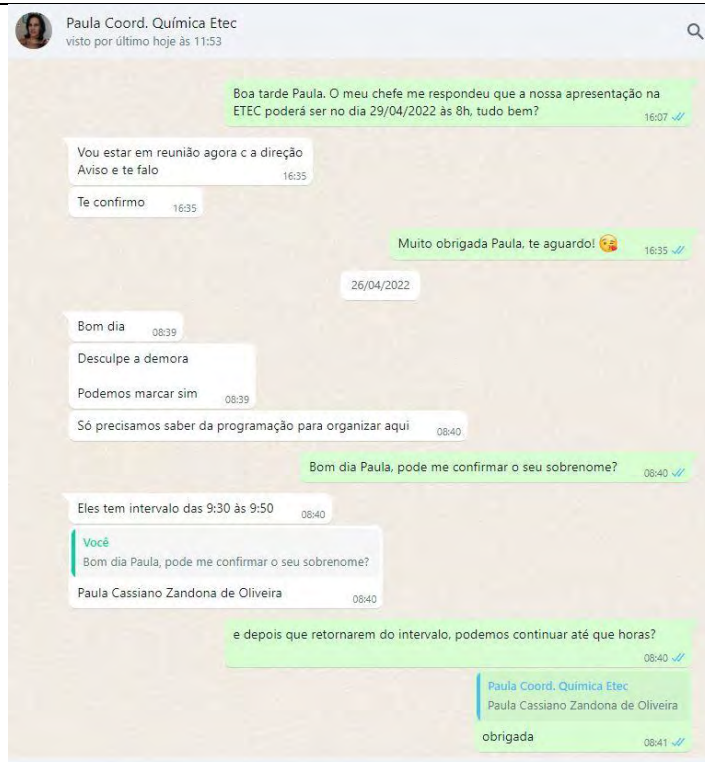 Paula Coord. Química Etec
visto por último hoje às 11:53
Boa tarde Paula. O meu chefe me respondeu que a nossa apresentação na
ETEC poderá ser no dia 29/04/2022 às 8h, tudo bem?
16:07
Vou estar em reunião agora c a direção
Aviso e te falo
16:35
Te confirmo 16:35
Muito obrigada Paula, te aguardo! 😘 16:35
26/04/2022
Bom dia 08:39
Desculpe a demora
Podemos marcar sim 08:39
Só precisamos saber da programação para organizar aqui 08:40
Bom dia Paula, pode me confirmar o seu sobrenome? 08:40
Eles tem intervalo das 9:30 às 9:50 08:40
Você
Bom dia Paula, pode me confirmar o seu sobrenome?
Paula Cassiano Zandona de Oliveira 08:40
e depois que retornarem do intervalo, podemos continuar até que horas?
08:40
Paula Coord. Química Etec
Paula Cassiano Zandona de Oliveira
obrigada 08:41